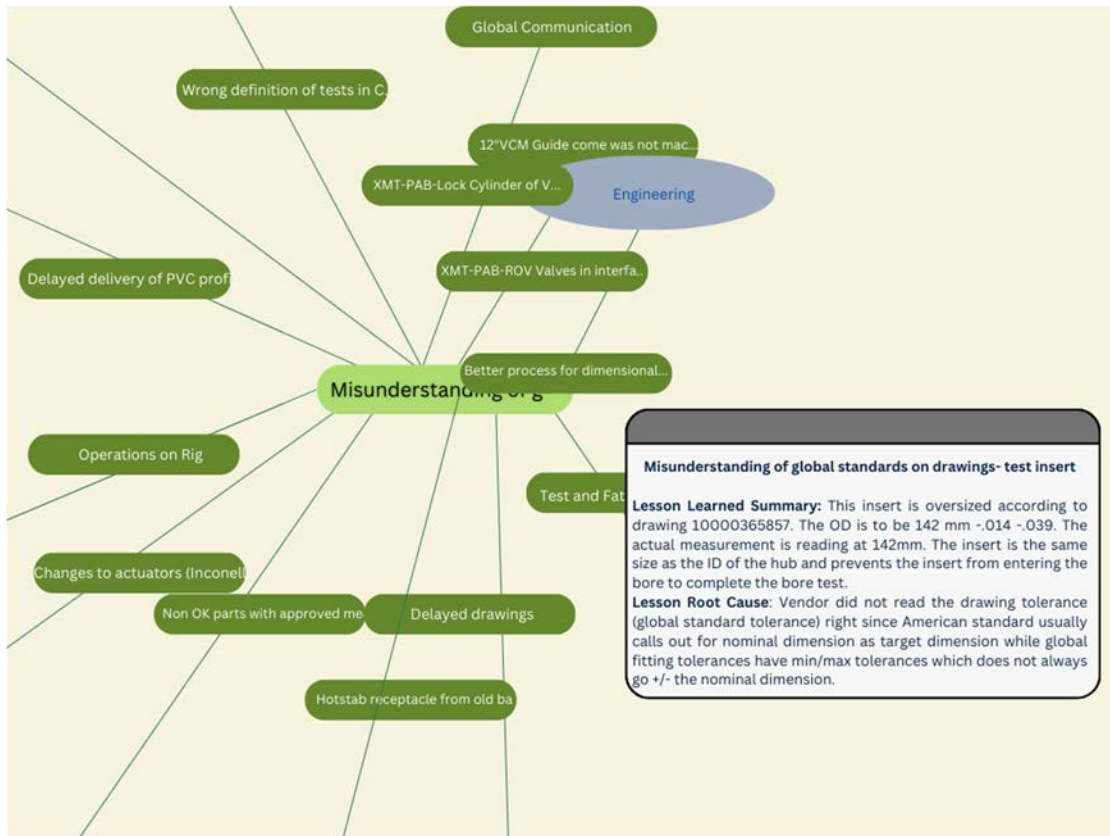 Global Communication
Wrong definition of tests in C.
12"VCM Guide come was not mac...
XMT-PAB-Lock Cylinder of V...
Engineering
XMT-PAB-ROV Valves in interfa..
Delayed delivery of PVC prof
Better process for dimensional...
Misunderstanding of g
Operations on Rig
Test and Fat
Changes to actuators (Inconell
Non OK parts with approved me
Delayed drawings
Hotstab receptacle from old ba
Misunderstanding of global standards on drawings- test insert
Lesson Learned Summary: This insert is oversized according to
drawing 10000365857. The OD is to be 142 mm -.014 -.039. The
actual measurement is reading at 142mm. The insert is the same
size as the ID of the hub and prevents the insert from entering the
bore to complete the bore test.
Lesson Root Cause: Vendor did not read the drawing tolerance
(global standard tolerance) right since American standard usually
calls out for nominal dimension as target dimension while global
fitting tolerances have min/max tolerances which does not always
go +/- the nominal dimension.